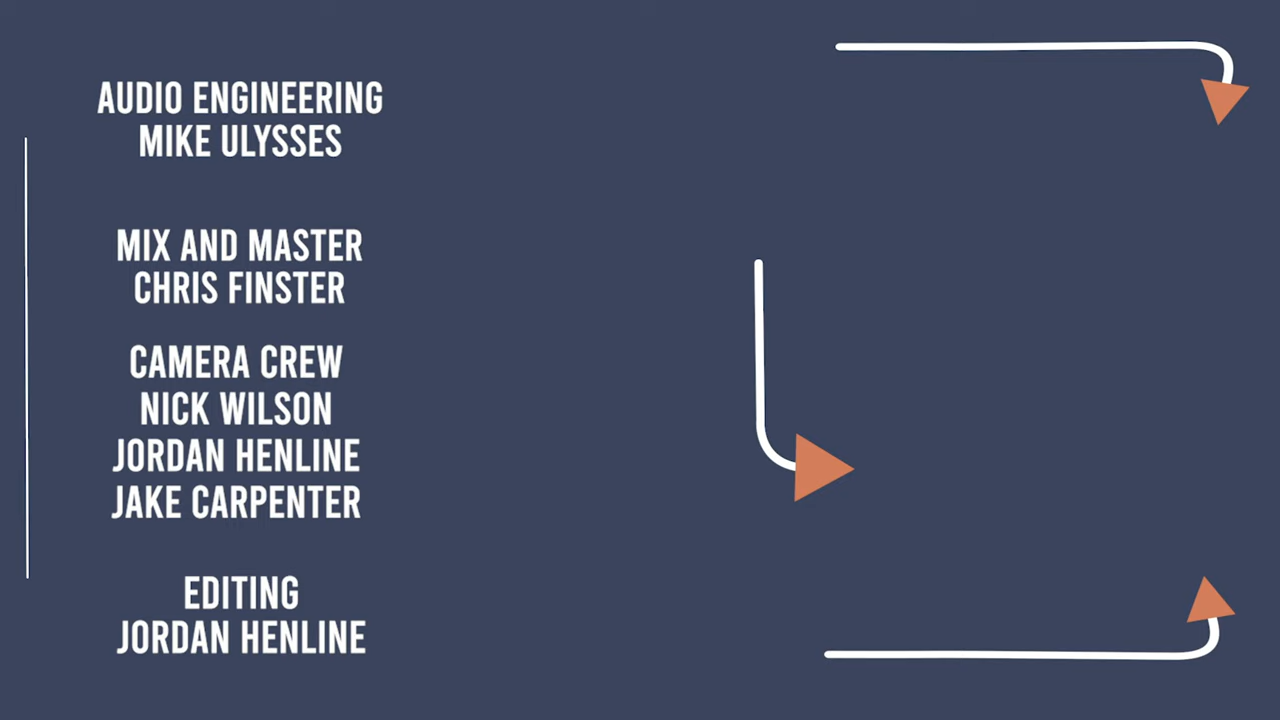 AUDIO ENGINEERING
MIKE ULYSSES
MIX AND MASTER
CHRIS FINSTER
CAMERA CREW
NICK WILSON
JORDAN HENLINE
JAKE CARPENTER
EDITING
JORDAN HENLINE